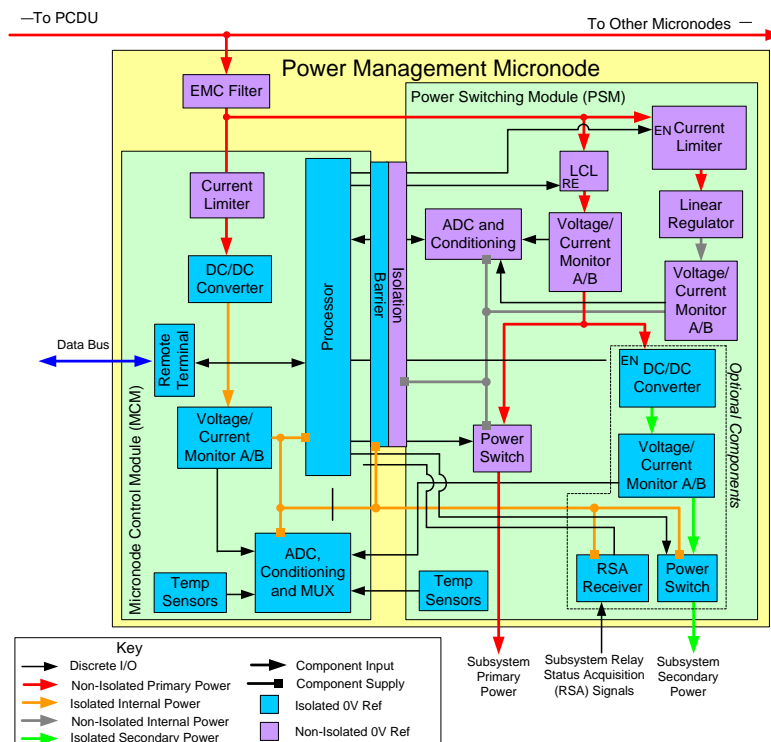 —To PCDU
To Other Micronodes —
Power Management Micronode
EMC Filter
Power Switching Module (PSM)
EN
Current
Limiter
LCL
RE
Current
Limiter
Linear
Regulator
ADC and
Conditioning
Voltage/
Current
Monitor
A/B
DC/DC
Converter
Voltage/
Current
Monitor
A/B
Processor
Barrier
Isolation
Data Bus
Remote
Terminal
EN
DC/DC
Converter
Optional Components
Micronode Control Module (MCM)
Voltage/
Current
Monitor A/B
Power
Switch
Voltage/
Current
Monitor A/B
ADC,
Conditioning
and MUX
Temp
Sensors
Temp
Sensors
RSA
Receiver
Power
Switch
Key
Discrete I/O
Non-Isolated Primary Power
Isolated Internal Power
Non-Isolated Internal Power
Isolated Secondary Power
Component Input
Component Supply
Isolated 0V Ref
Non-Isolated 0V Ref
Subsystem
Primary
Power
Subsystem Relay
Status Acquisition
(RSA) Signals
Subsystem
Secondary
Power